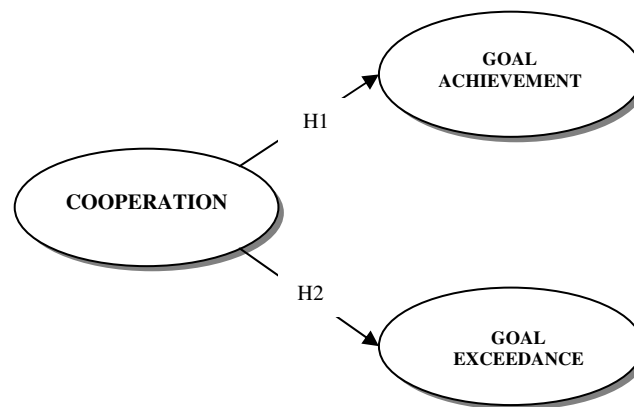 GOAL
ACHIEVEMENT
H1
COOPERATION
H2
GOAL
EXCEEDANCE